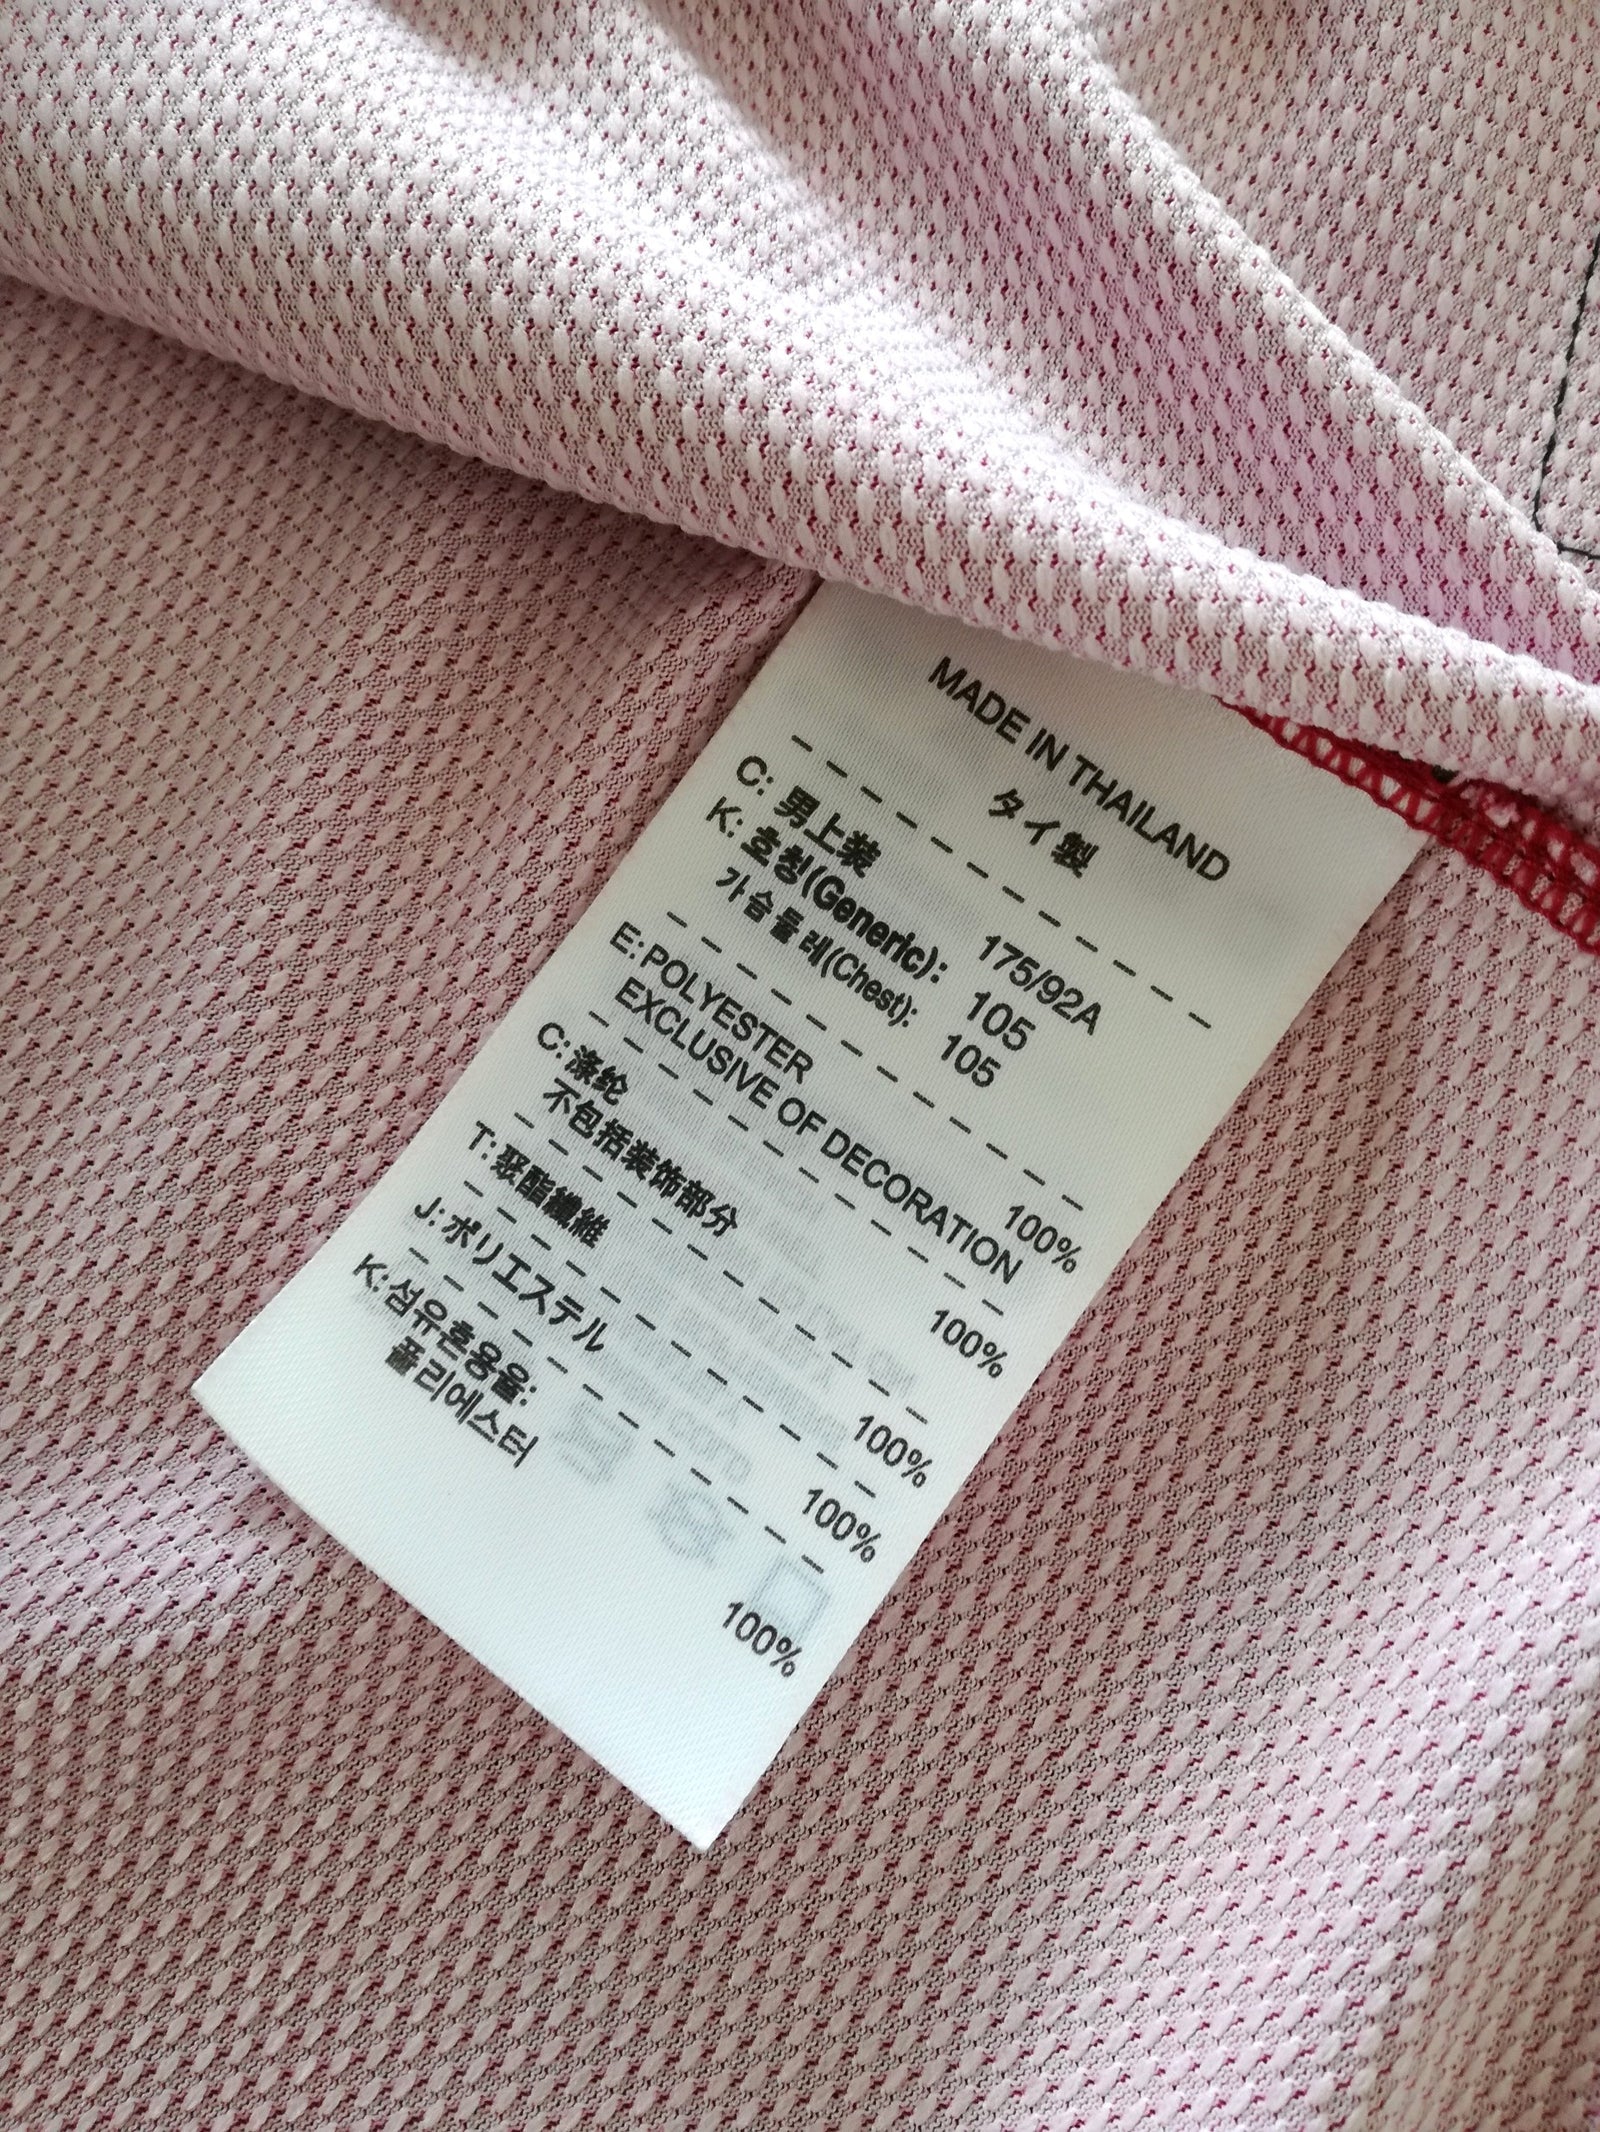 MADE IN THAILAND
タイ製
C: 男上装 175/92A
K: 호칭(Generic): 105
가슴둘레(Chest): 105
E: POLYESTER 100%
EXCLUSIVE OF DECORATION
C: 涤纶 100%
不包括装饰部分
T: 聚酯纖維 100%
J: ポリエステル 100%
K: 섬유혼용율:
폴리에스터 100%